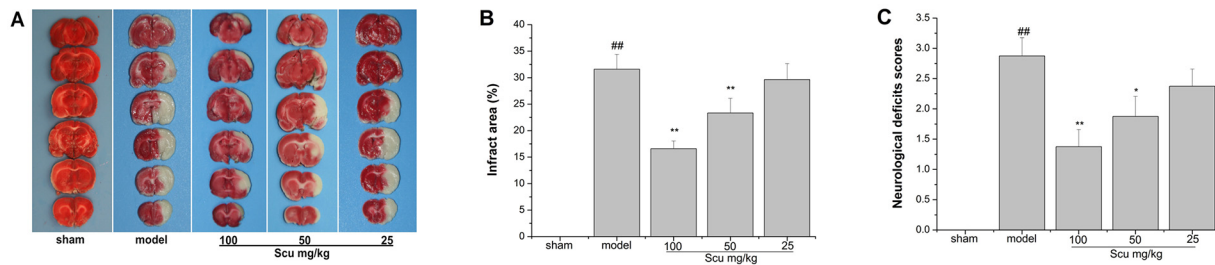 A
sham model 100 50 25
Scu mg/kg
B
Infract area (%)
40
35
30
25
20
15
10
5
0
##
**
**
sham model 100 50 25
Scu mg/kg
C
Neurological deficits scores
3.5
3.0
2.5
2.0
1.5
1.0
0.5
0.0
##
**
*
sham model 100 50 25
Scu mg/kg